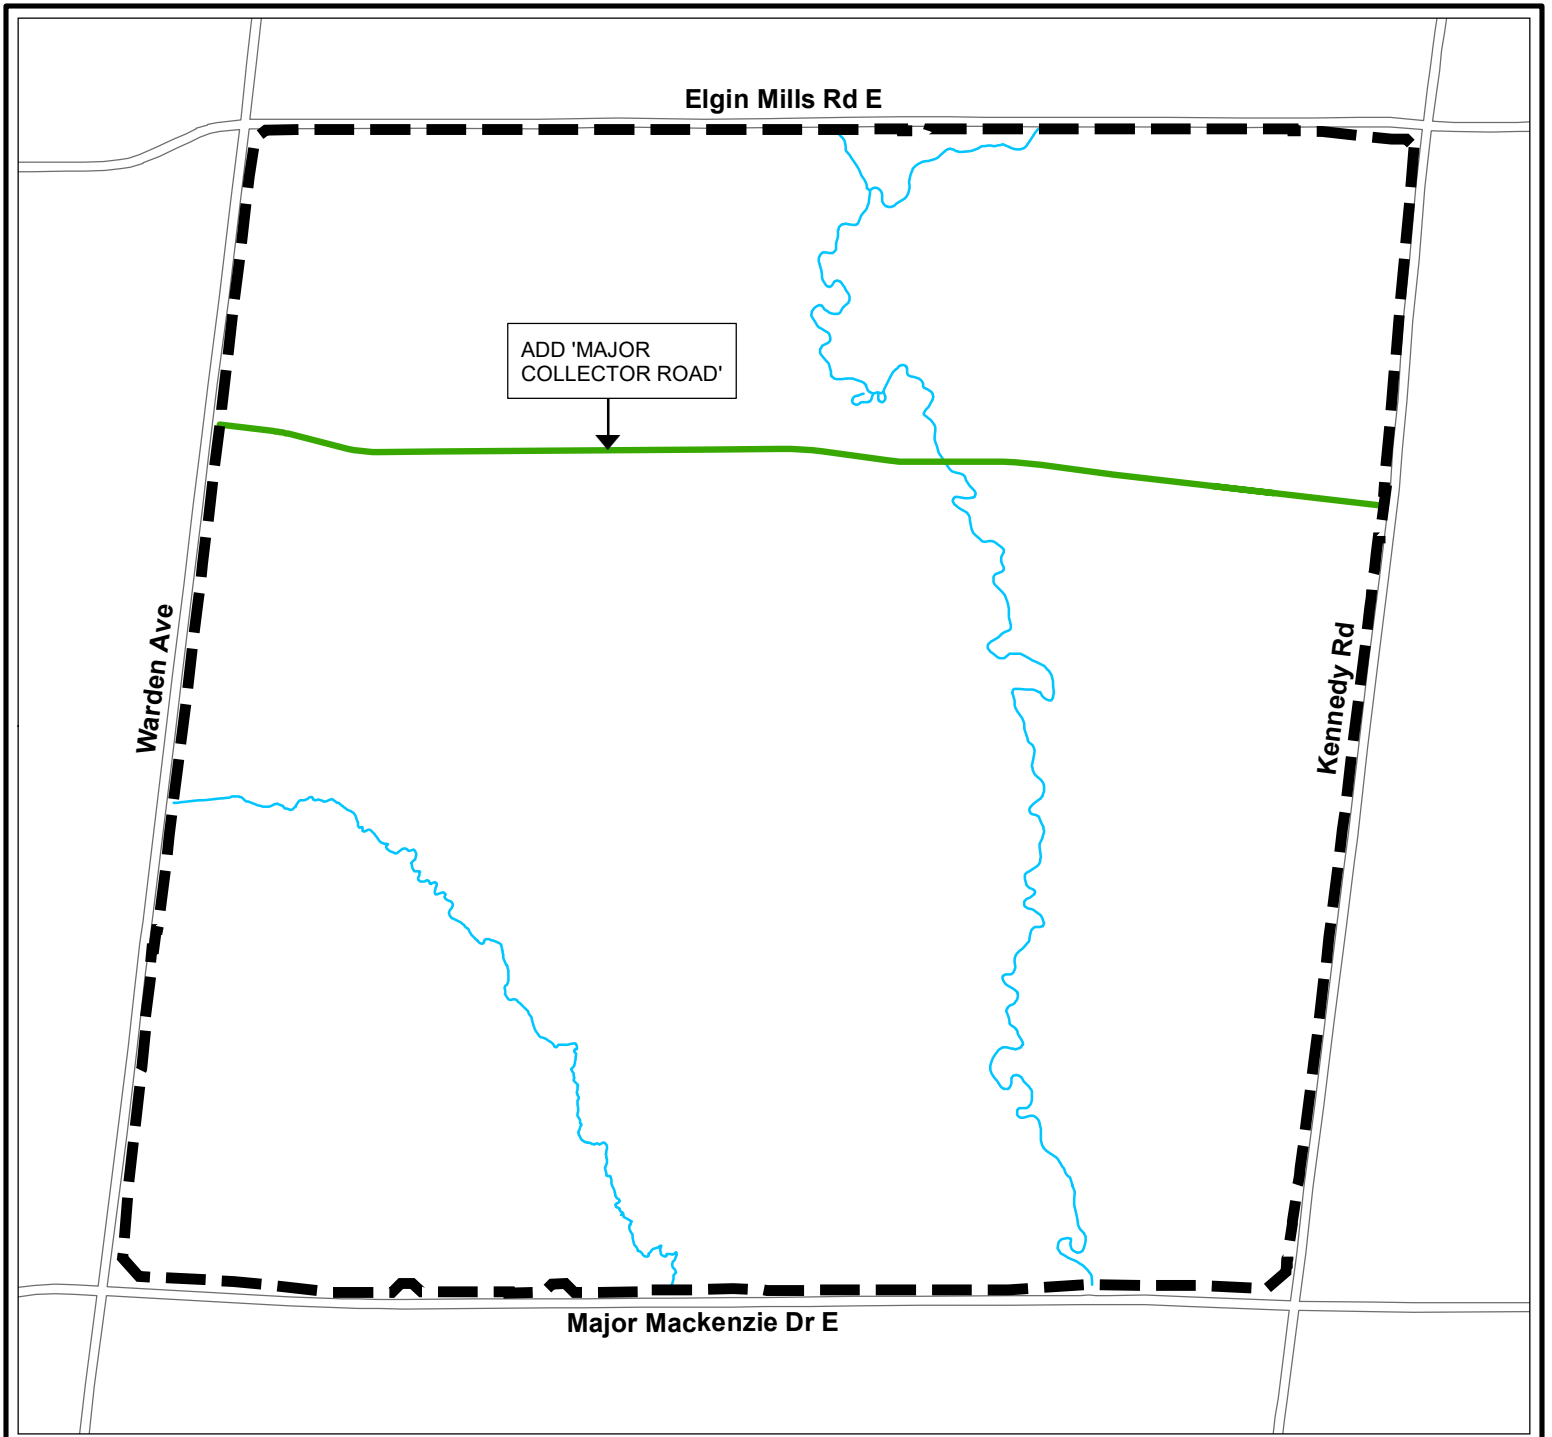 Elgin Mills Rd E
ADD 'MAJOR
COLLECTOR ROAD'
Warden Ave
Kennedy Rd
Major Mackenzie Dr E